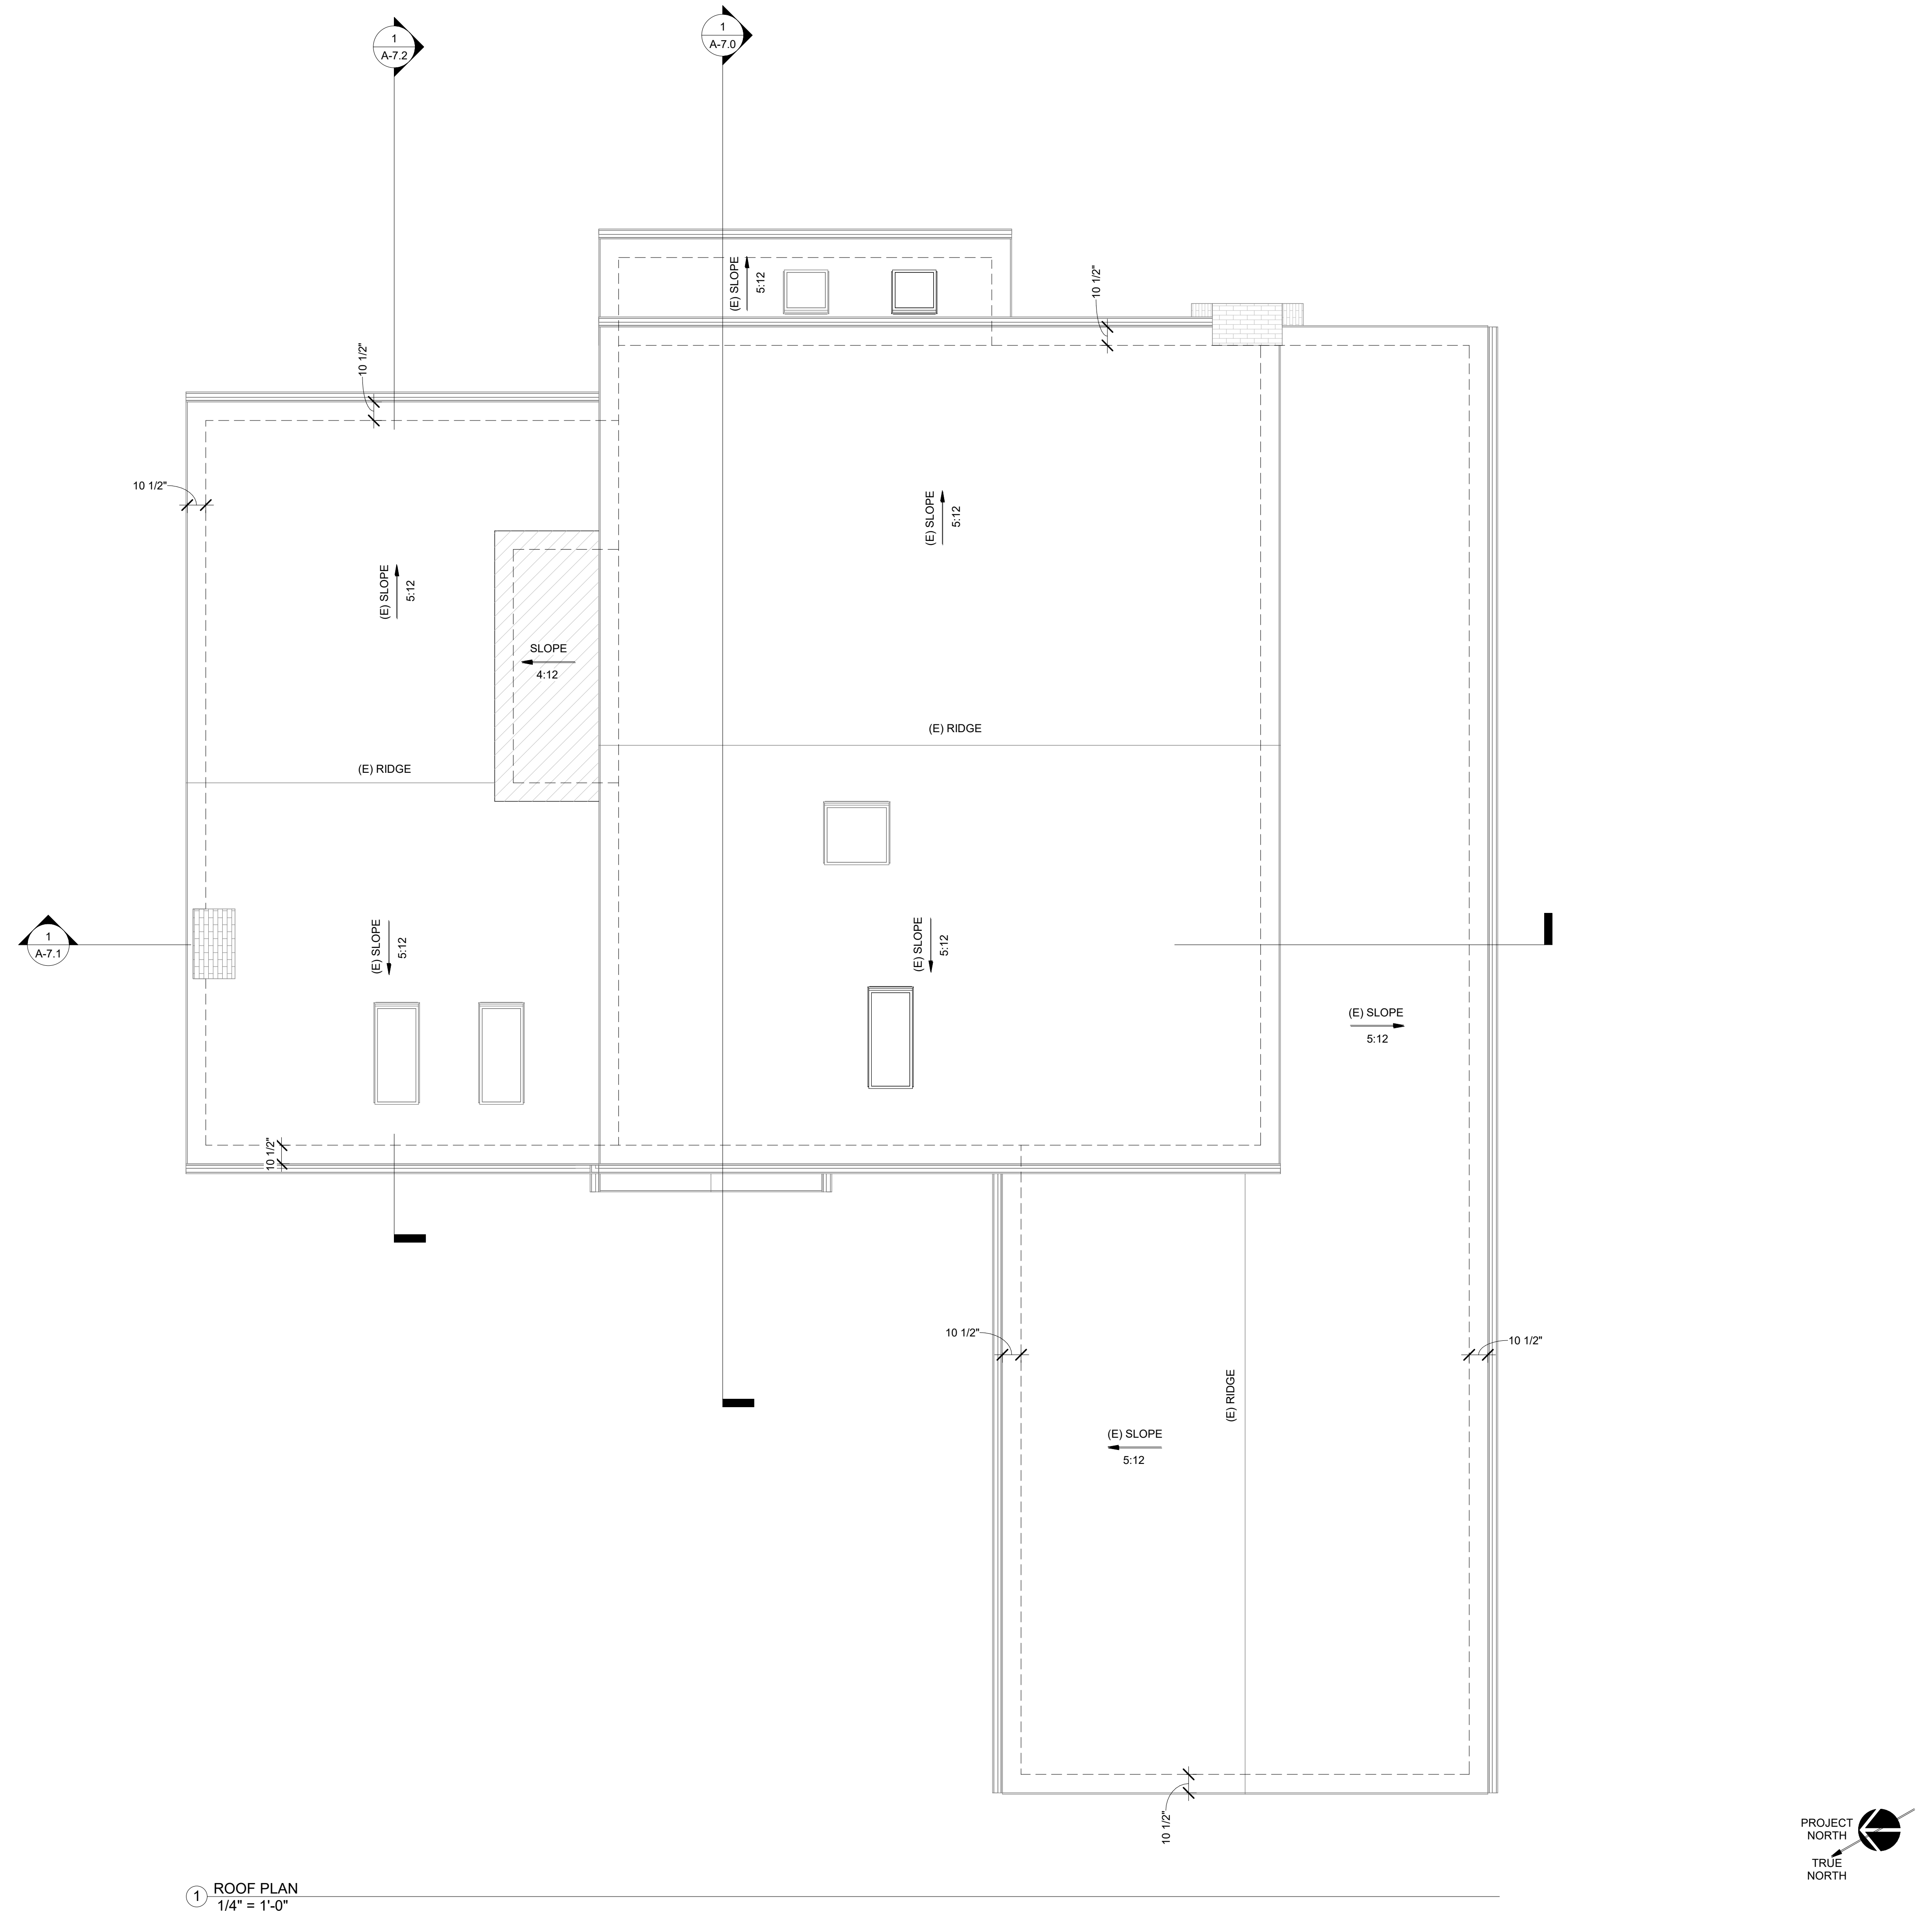 1
A-7.2
1
A-7.0
(E) SLOPE
5:12
10 1/2"
10 1/2"
10 1/2"
(E) SLOPE
5:12
(E) SLOPE
5:12
SLOPE
4:12
(E) RIDGE
(E) RIDGE
1
A-7.1
(E) SLOPE
5:12
(E) SLOPE
5:12
(E) SLOPE
5:12
10 1/2"
10 1/2"
10 1/2"
(E) RIDGE
(E) SLOPE
5:12
10 1/2"
PROJECT
NORTH
TRUE
NORTH
1
ROOF PLAN
1/4" = 1'-0"